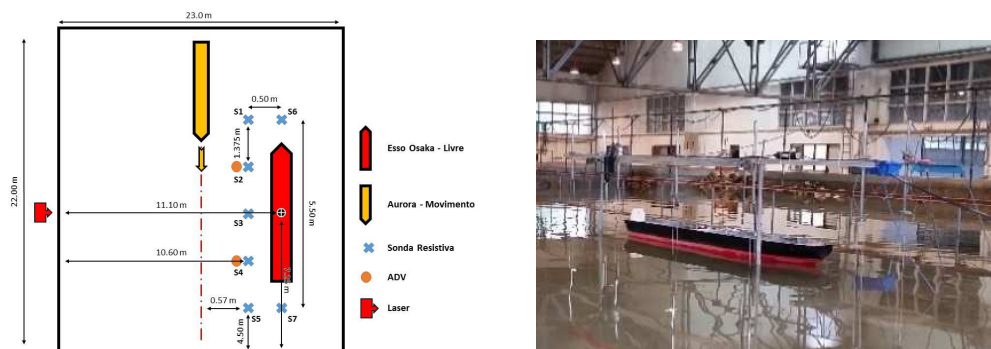 23.0 m
0.50 m
S1
S6
1.375 m
S2
Esso Osaka - Livre
22.00 m
11.10 m
S3
5.50 m
Aurora - Movimento
Sonda Resistiva
10.60 m
S4
ADV
0.57 m
S5
S7
Laser
4.50 m